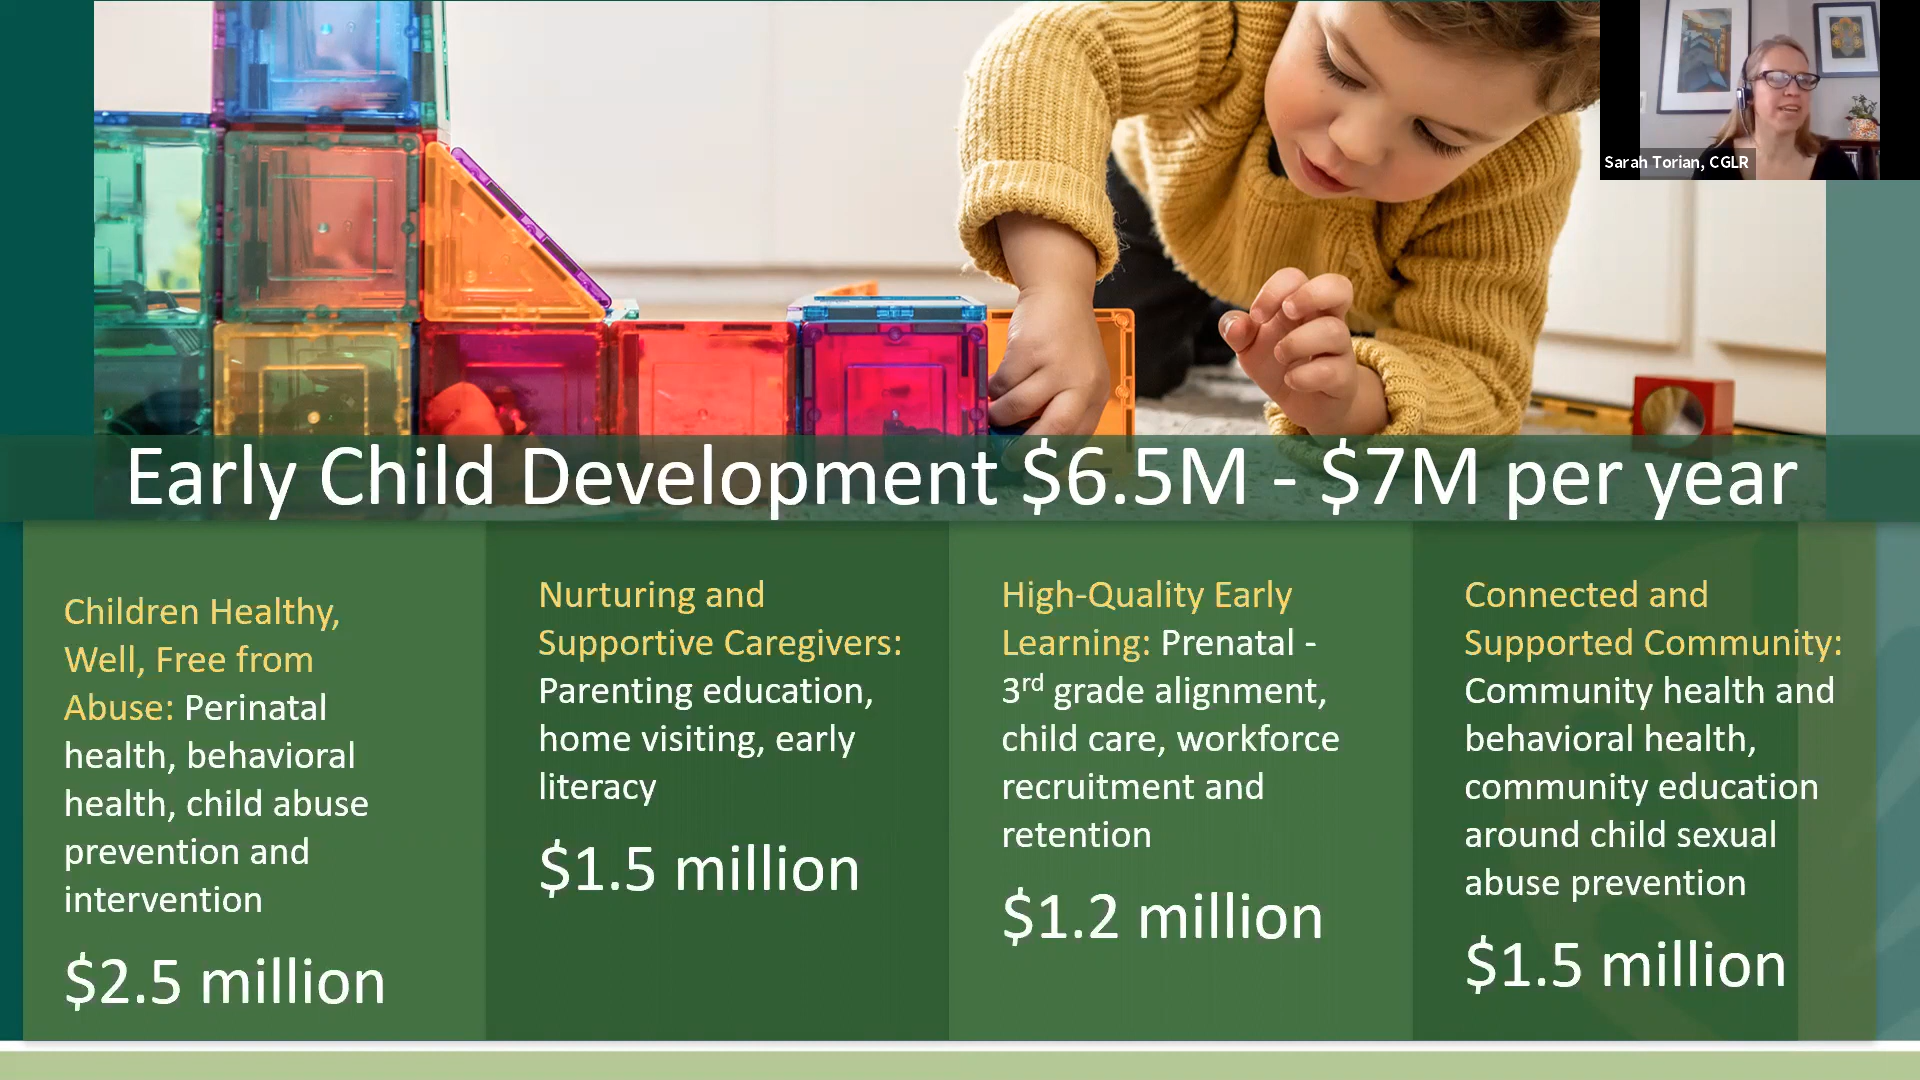 Sarah Torian, CGLR
Early Child Development $6.5M - $7M per year
Children Healthy,
Well, Free from
Abuse: Perinatal
health, behavioral
health, child abuse
prevention and
intervention
$2.5 million
Nurturing and
Supportive Caregivers:
Parenting education,
home visiting, early
literacy
$1.5 million
High-Quality Early
Learning: Prenatal -
3rd grade alignment,
child care, workforce
recruitment and
retention
$1.2 million
Connected and
Supported Community:
Community health and
behavioral health,
community education
around child sexual
abuse prevention
$1.5 million